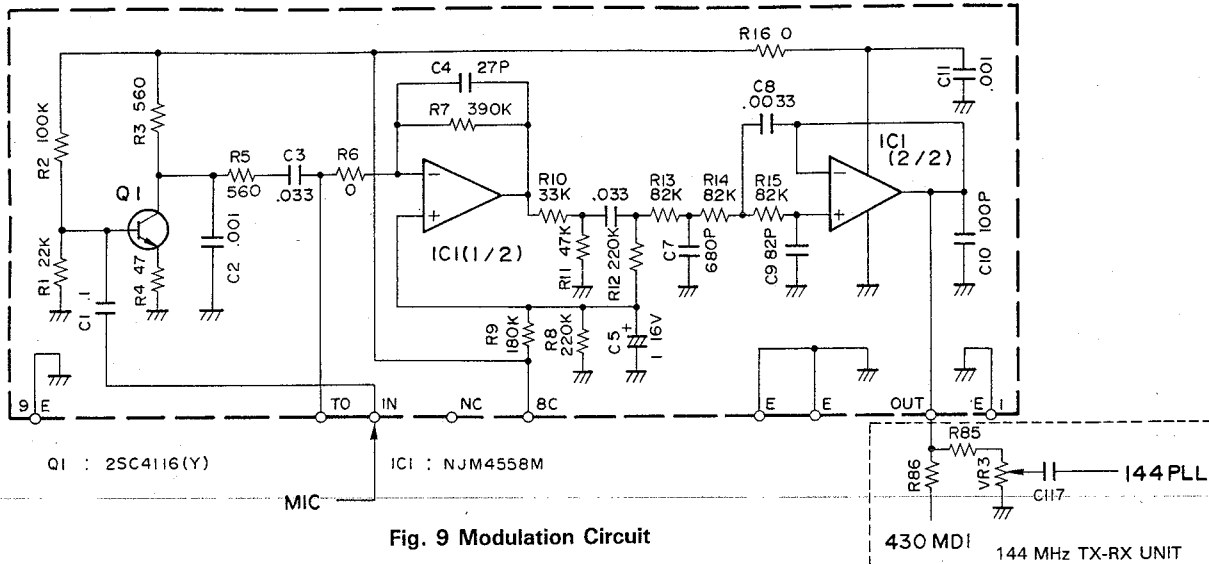 R16 0
C4 27P
R7 390K
C8
.0033
C11
.001
R3 560
R2 100K
R5
560
C3
.033
R6
0
IC1
(2/2)
Q1
−
+
R10
33K
.033
R13
82K
R14
82K
R15
82K
−
+
IC1(1/2)
C2 .001
R1 22K
R4 47
C1 .1
R11 47K
R12 220K
C7
680P
C9 82P
C10 100P
R9
180K
R8
220K
C5
+
1 16V
9 E
TO
IN
NC
8C
E
E
OUT
E 1
Q1 : 2SC4116(Y)
IC1 : NJM4558M
MIC
R85
R86
VR3
C117
144 PLL
430 MDI
144 MHz TX-RX UNIT
Fig. 9 Modulation Circuit